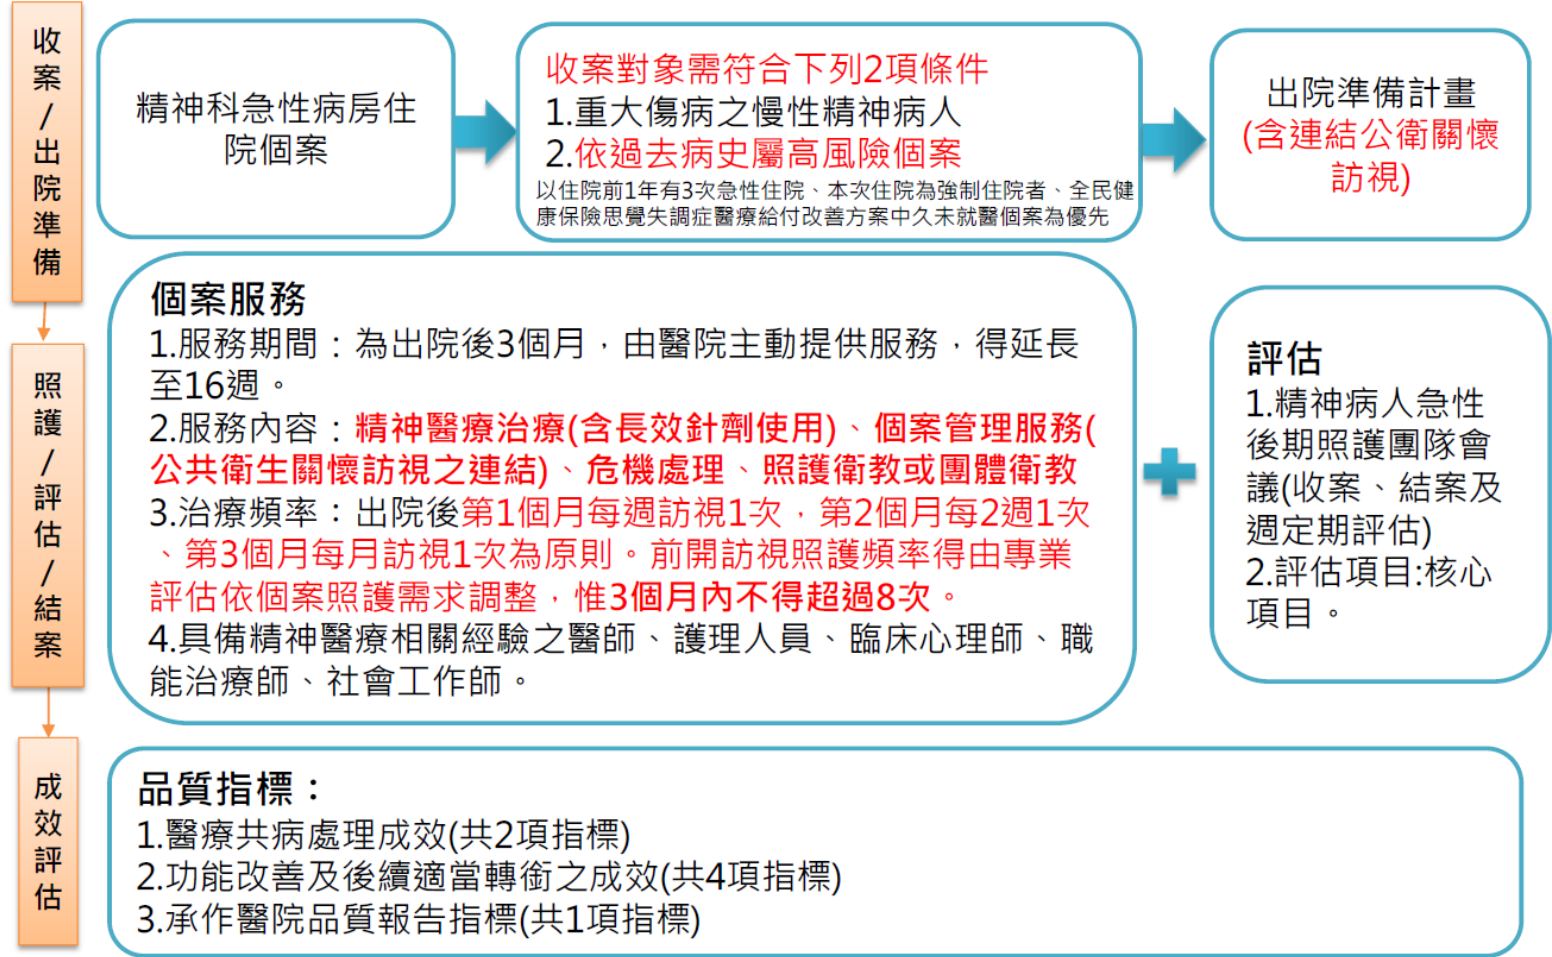 收案/出院準備
精神科急性病房住
院個案
收案對象需符合下列2項條件
1.重大傷病之慢性精神病人
2.依過去病史屬高風險個案
以住院前1年有3次急性住院、本次住院為強制住院者、全民健
康保險思覺失調症醫療給付改善方案中久未就醫個案為優先
出院準備計畫
(含連結公衛關懷
訪視)
照護/評估/結案
個案服務
1.服務期間：為出院後3個月，由醫院主動提供服務，得延長
至16週。
2.服務內容：精神醫療治療(含長效針劑使用)、個案管理服務(
公共衛生關懷訪視之連結)、危機處理、照護衛教或團體衛教
3.治療頻率：出院後第1個月每週訪視1次，第2個月每2週1次
、第3個月每月訪視1次為原則。前開訪視照護頻率得由專業
評估依個案照護需求調整，惟3個月內不得超過8次。
4.具備精神醫療相關經驗之醫師、護理人員、臨床心理師、職
能治療師、社會工作師。
評估
1.精神病人急性
後期照護團隊會
議(收案、結案及
週定期評估)
2.評估項目:核心
項目。
成效評估
品質指標：
1.醫療共病處理成效(共2項指標)
2.功能改善及後續適當轉銜之成效(共4項指標)
3.承作醫院品質報告指標(共1項指標)